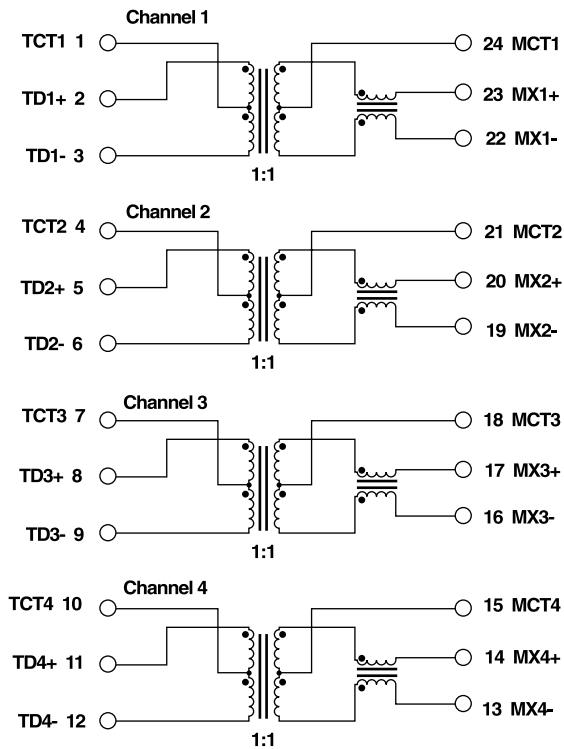 Channel 1
TCT1 1
24 MCT1
TD1+ 2
23 MX1+
22 MX1-
TD1- 3
1:1
Channel 2
TCT2 4
21 MCT2
TD2+ 5
20 MX2+
19 MX2-
TD2- 6
1:1
Channel 3
TCT3 7
18 MCT3
TD3+ 8
17 MX3+
16 MX3-
TD3- 9
1:1
Channel 4
TCT4 10
15 MCT4
TD4+ 11
14 MX4+
13 MX4-
TD4- 12
1:1